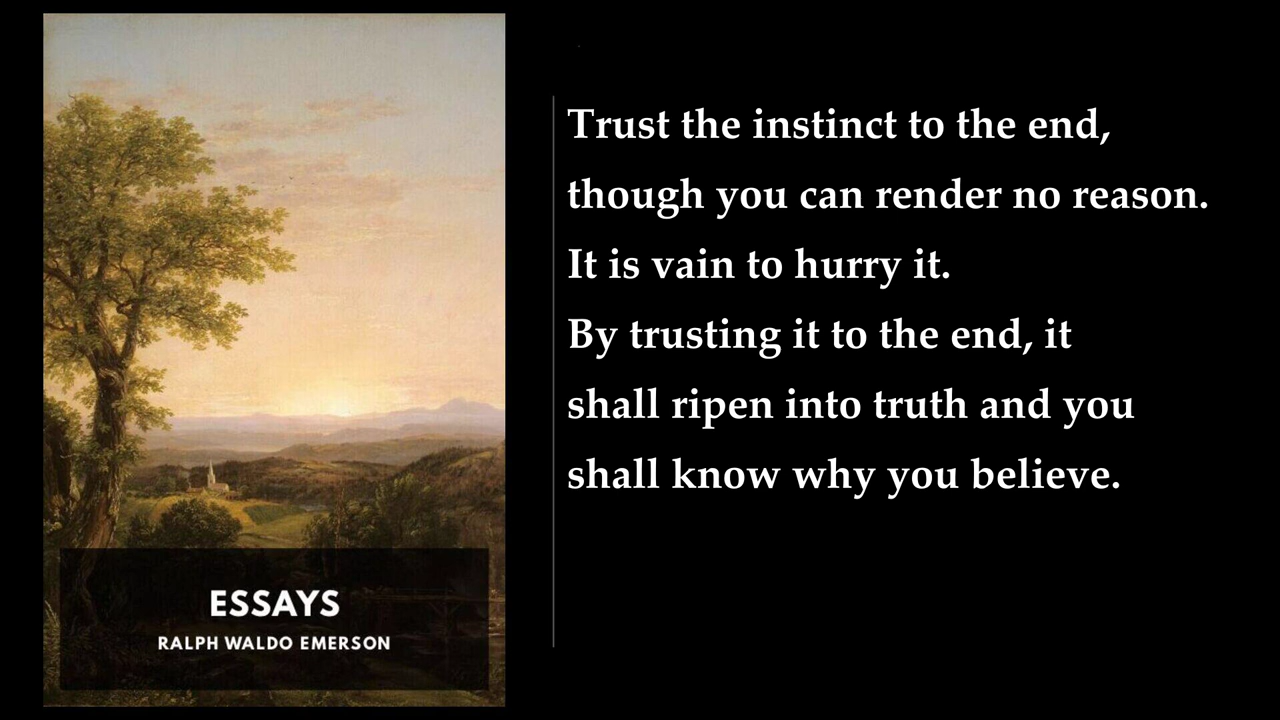 ESSAYS
RALPH WALDO EMERSON
Trust the instinct to the end,
though you can render no reason.
It is vain to hurry it.
By trusting it to the end, it
shall ripen into truth and you
shall know why you believe.